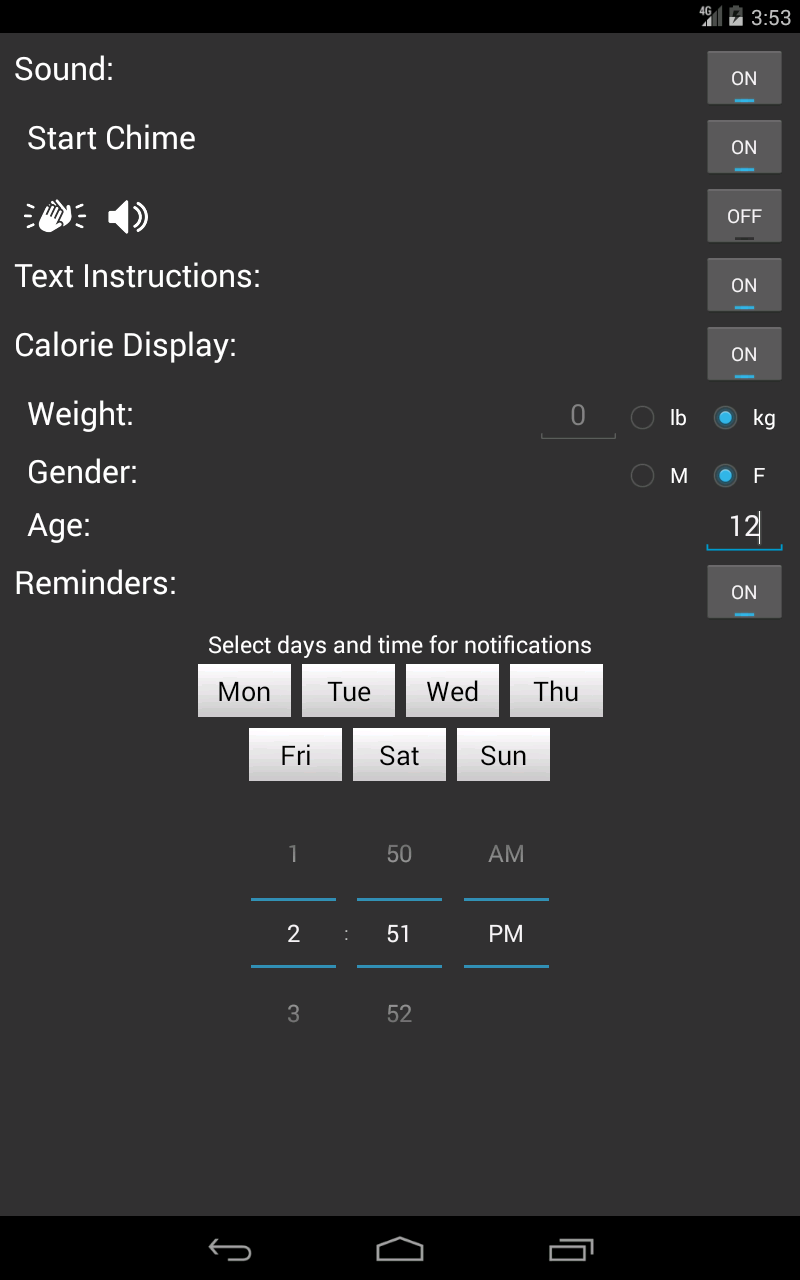 4G 3:53
Sound: ON
Start Chime ON
OFF
Text Instructions: ON
Calorie Display: ON
Weight: 0 lb kg
Gender: M F
Age: 12
Reminders: ON
Select days and time for notifications
Mon Tue Wed Thu
Fri Sat Sun
1 50 AM
2 : 51 PM
3 52